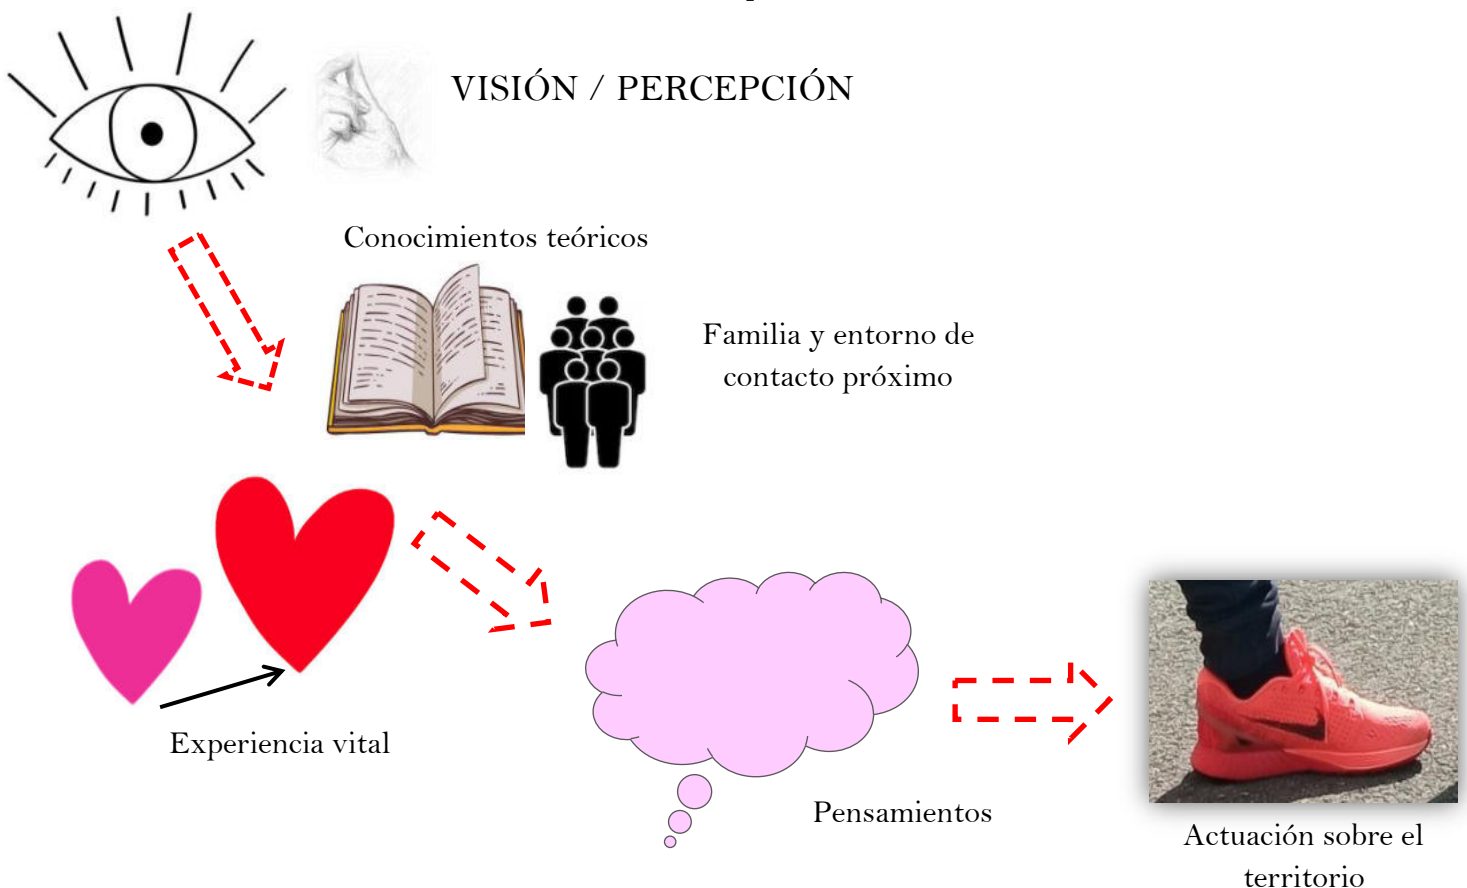 VISIÓN / PERCEPCIÓN
Conocimientos teóricos
Familia y entorno de
contacto próximo
Experiencia vital
Pensamientos
Actuación sobre el
territorio